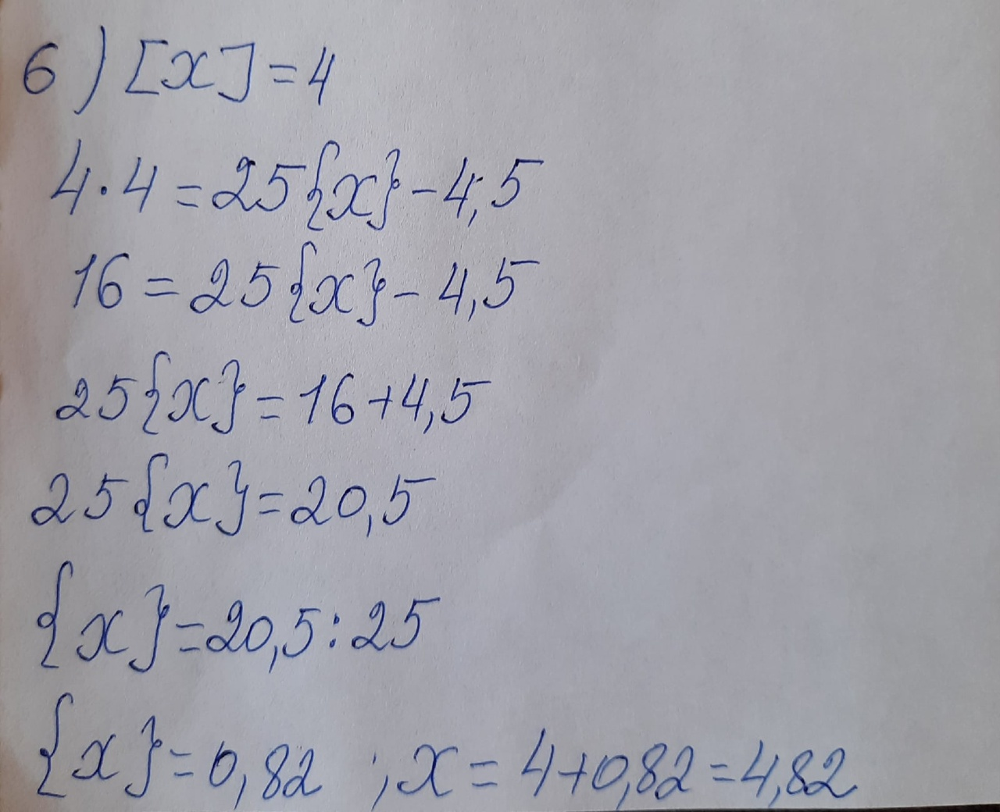 6) [x]=4
4·4=25{x}-4,5
16=25{x}-4,5
25{x}=16+4,5
25{x}=20,5
{x}=20,5:25
{x}=0,82 ; x=4+0,82=4,82